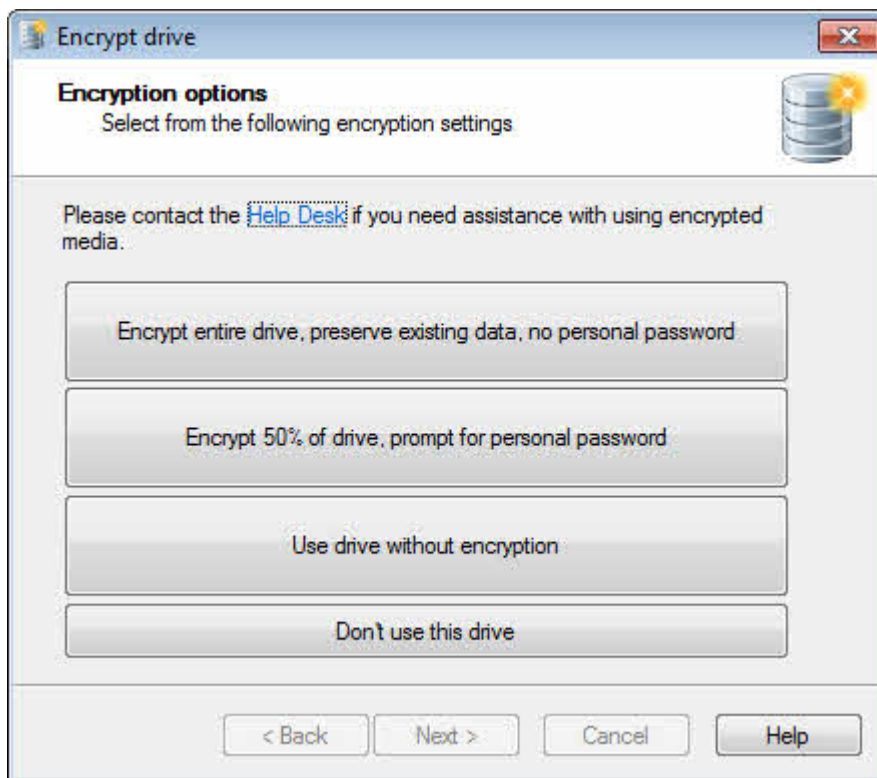 Encrypt drive
Encryption options
Select from the following encryption settings
Please contact the Help Desk if you need assistance with using encrypted
media.
Encrypt entire drive, preserve existing data, no personal password
Encrypt 50% of drive, prompt for personal password
Use drive without encryption
Don't use this drive
< Back Next > Cancel Help